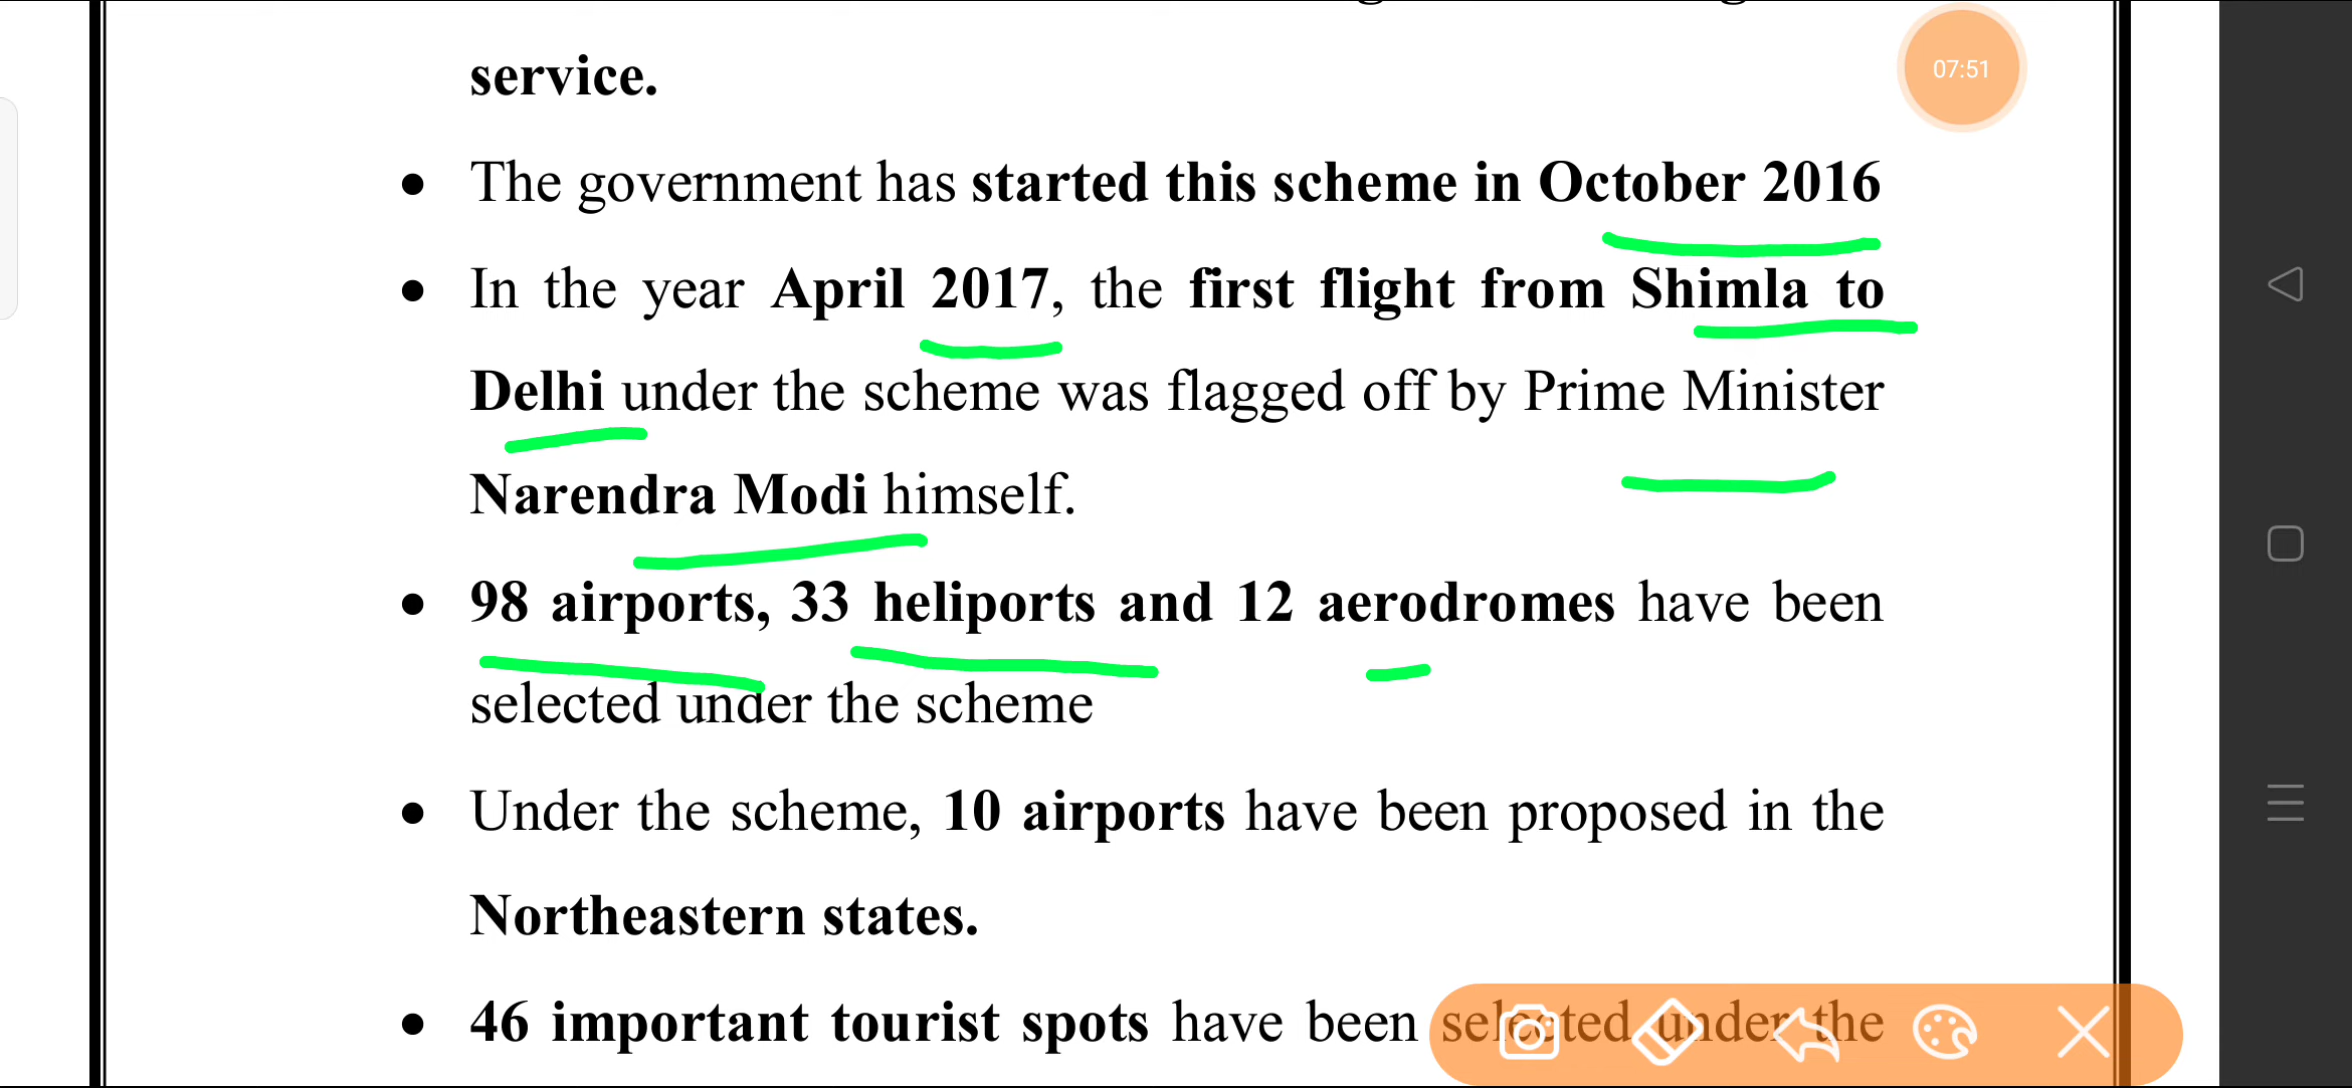 service.
07:51
• The government has started this scheme in October 2016
• In the year April 2017, the first flight from Shimla to
Delhi under the scheme was flagged off by Prime Minister
Narendra Modi himself.
• 98 airports, 33 heliports and 12 aerodromes have been
selected under the scheme
• Under the scheme, 10 airports have been proposed in the
Northeastern states.
• 46 important tourist spots have been selected under the